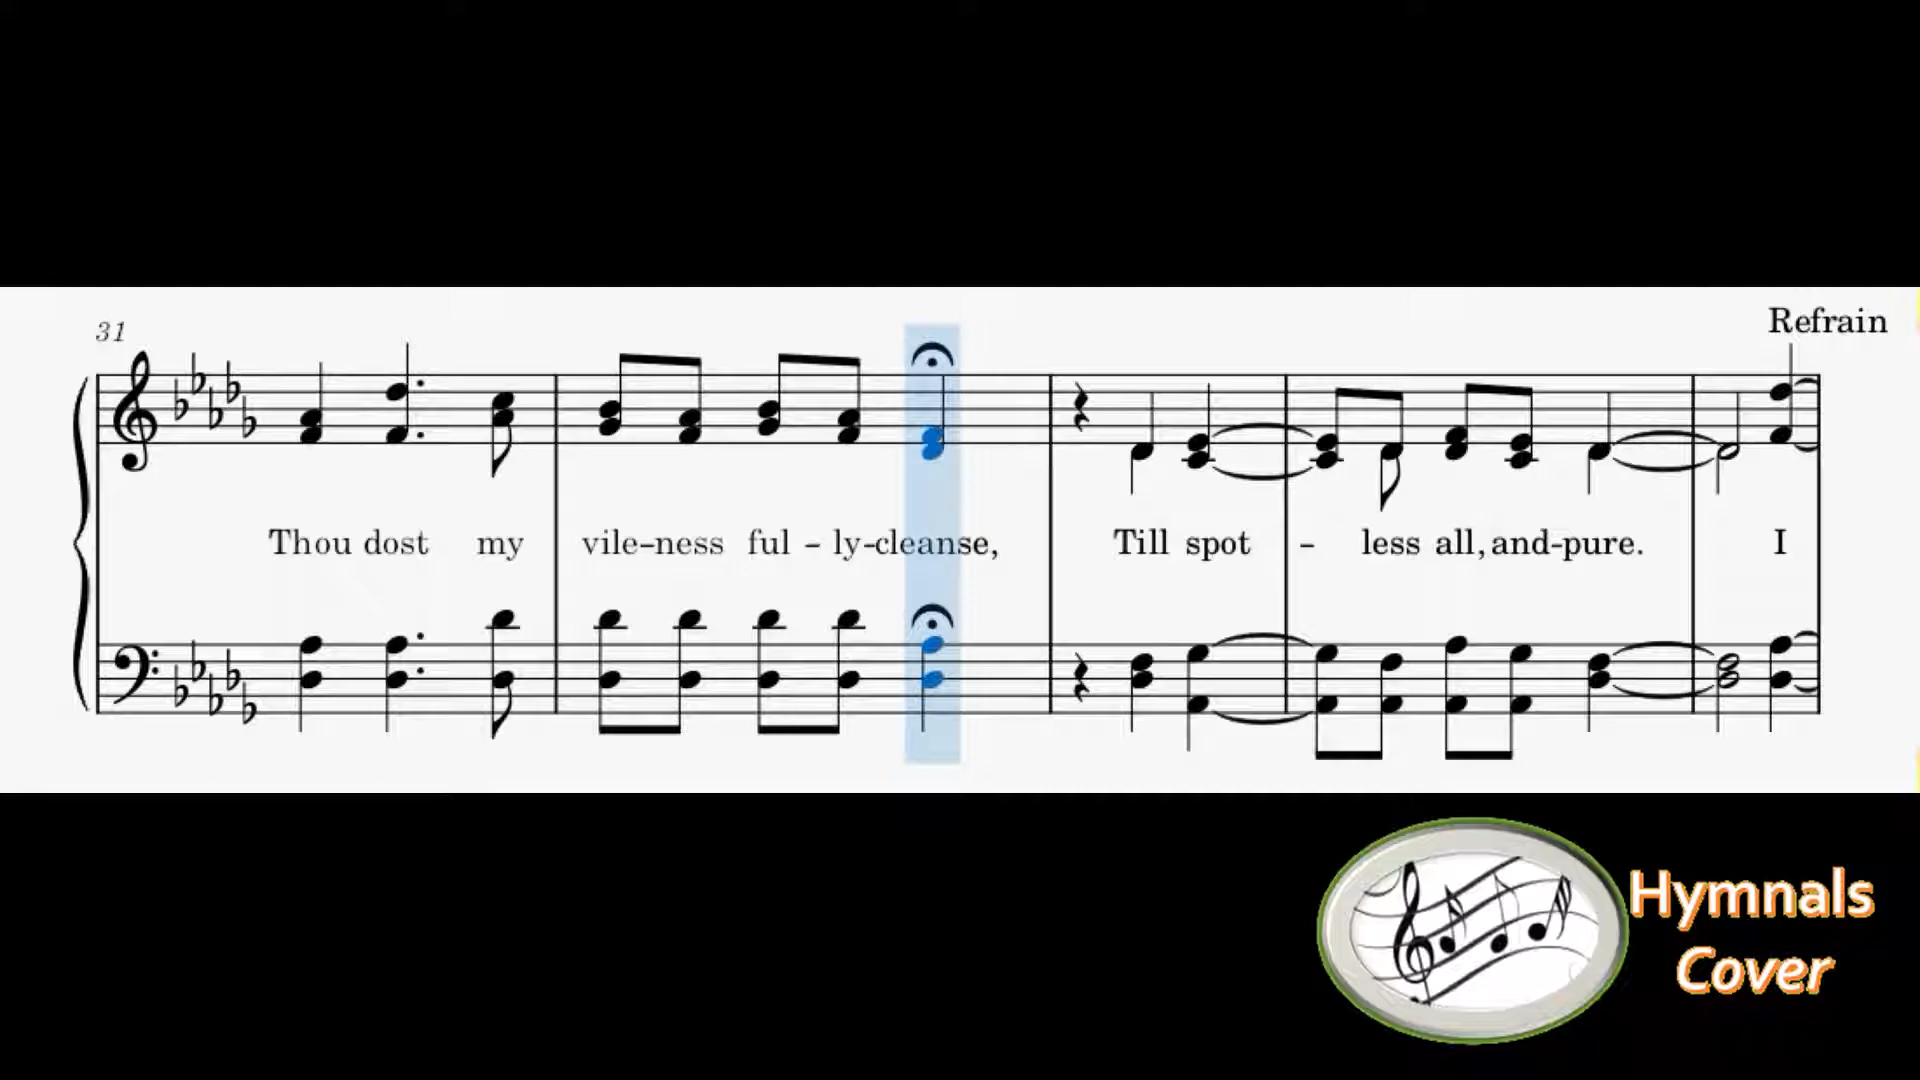 Refrain
31
Thou dost my vile-ness ful - ly-cleanse, Till spot - less all, and-pure. I
Hymnals
Cover